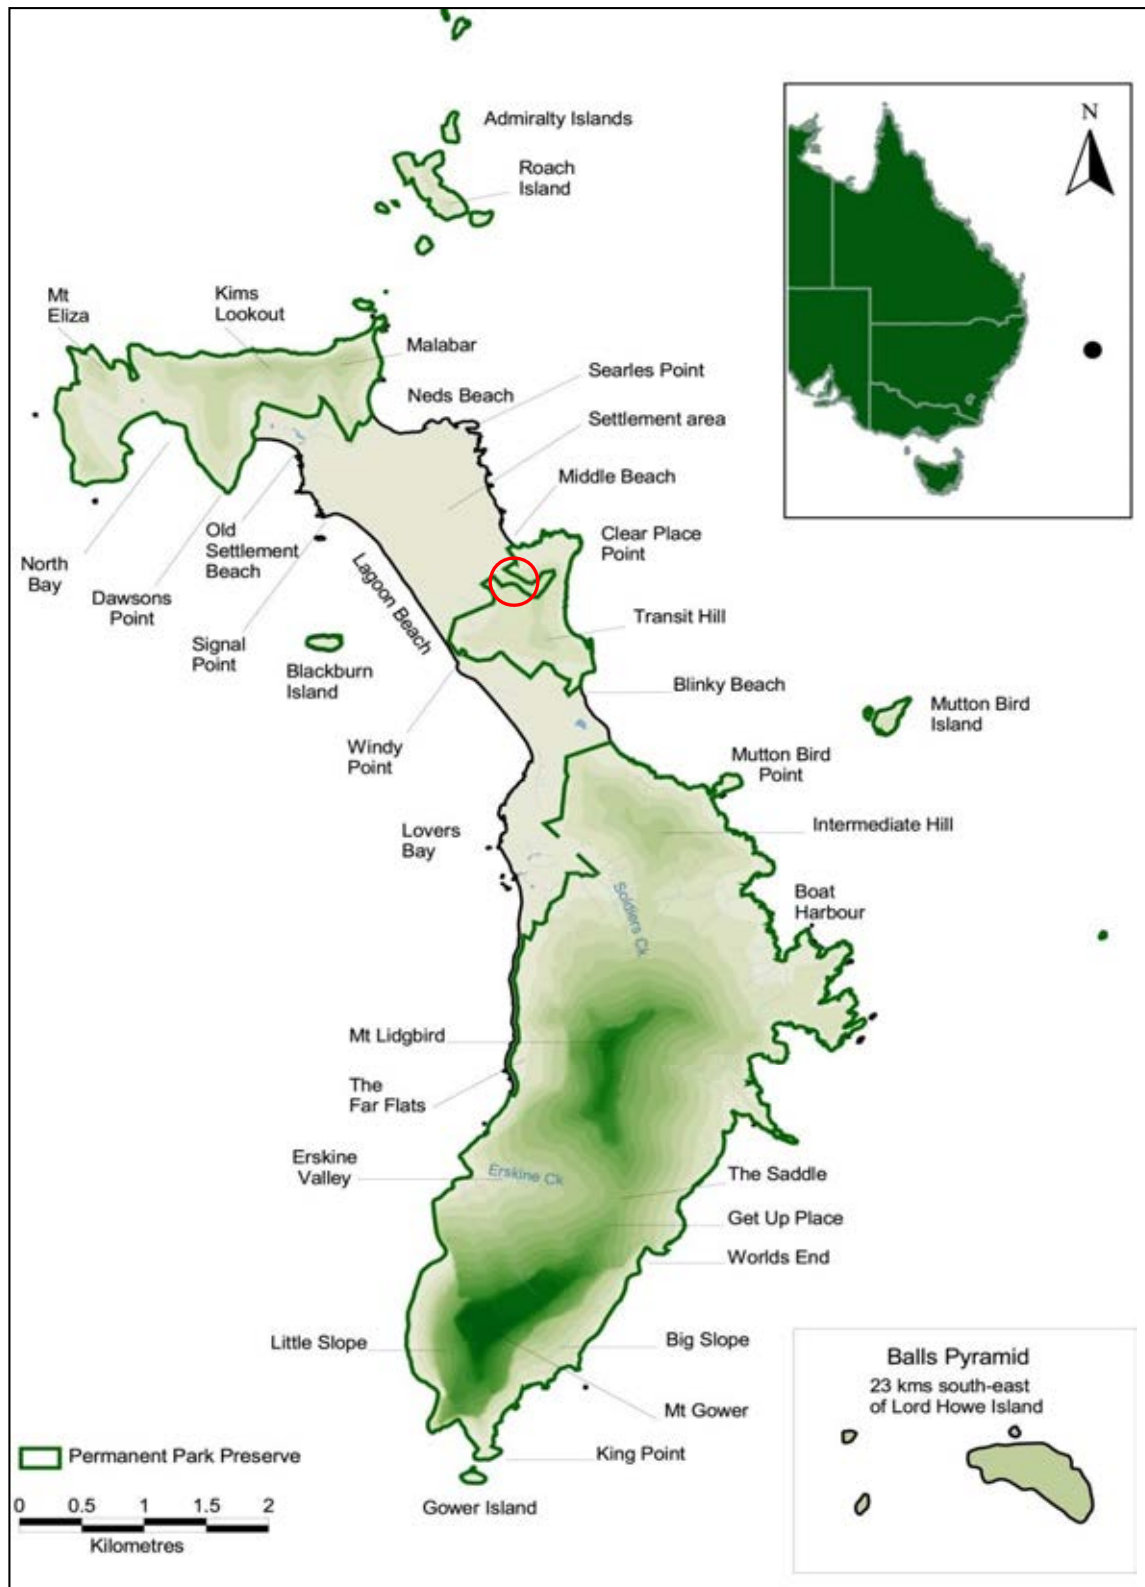 Admiralty Islands
Roach
Island
N
Mt
Eliza
Kims
Lookout
Malabar
Searles Point
Neds Beach
Settlement area
Middle Beach
Clear Place
Point
Old
Settlement
Beach
North
Bay
Dawsons
Point
Lagoon Beach
Signal
Point
Transit Hill
Blackburn
Island
Blinky Beach
Mutton Bird
Island
Windy
Point
Mutton Bird
Point
Lovers
Bay
Intermediate Hill
Boat
Harbour
Soldiers Ck
Mt Lidgbird
The
Far Flats
Erskine
Valley
Erskine Ck
The Saddle
Get Up Place
Worlds End
Little Slope
Big Slope
Balls Pyramid
23 kms south-east
of Lord Howe Island
Mt Gower
King Point
Permanent Park Preserve
Gower Island
0 0.5 1 1.5 2
Kilometres